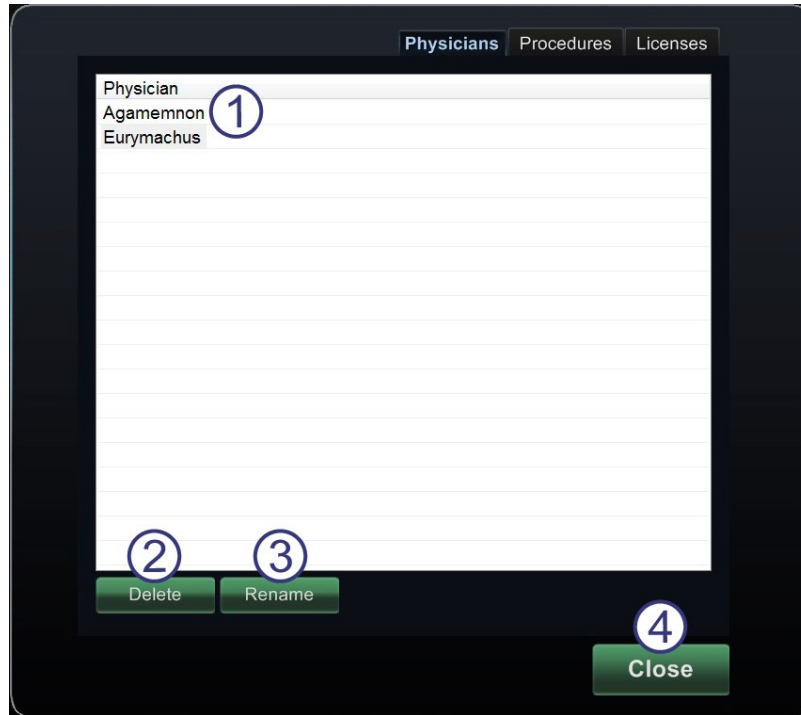 Physicians Procedures Licenses
Physician
Agamemnon 1
Eurymachus
2 3
Delete Rename
4
Close